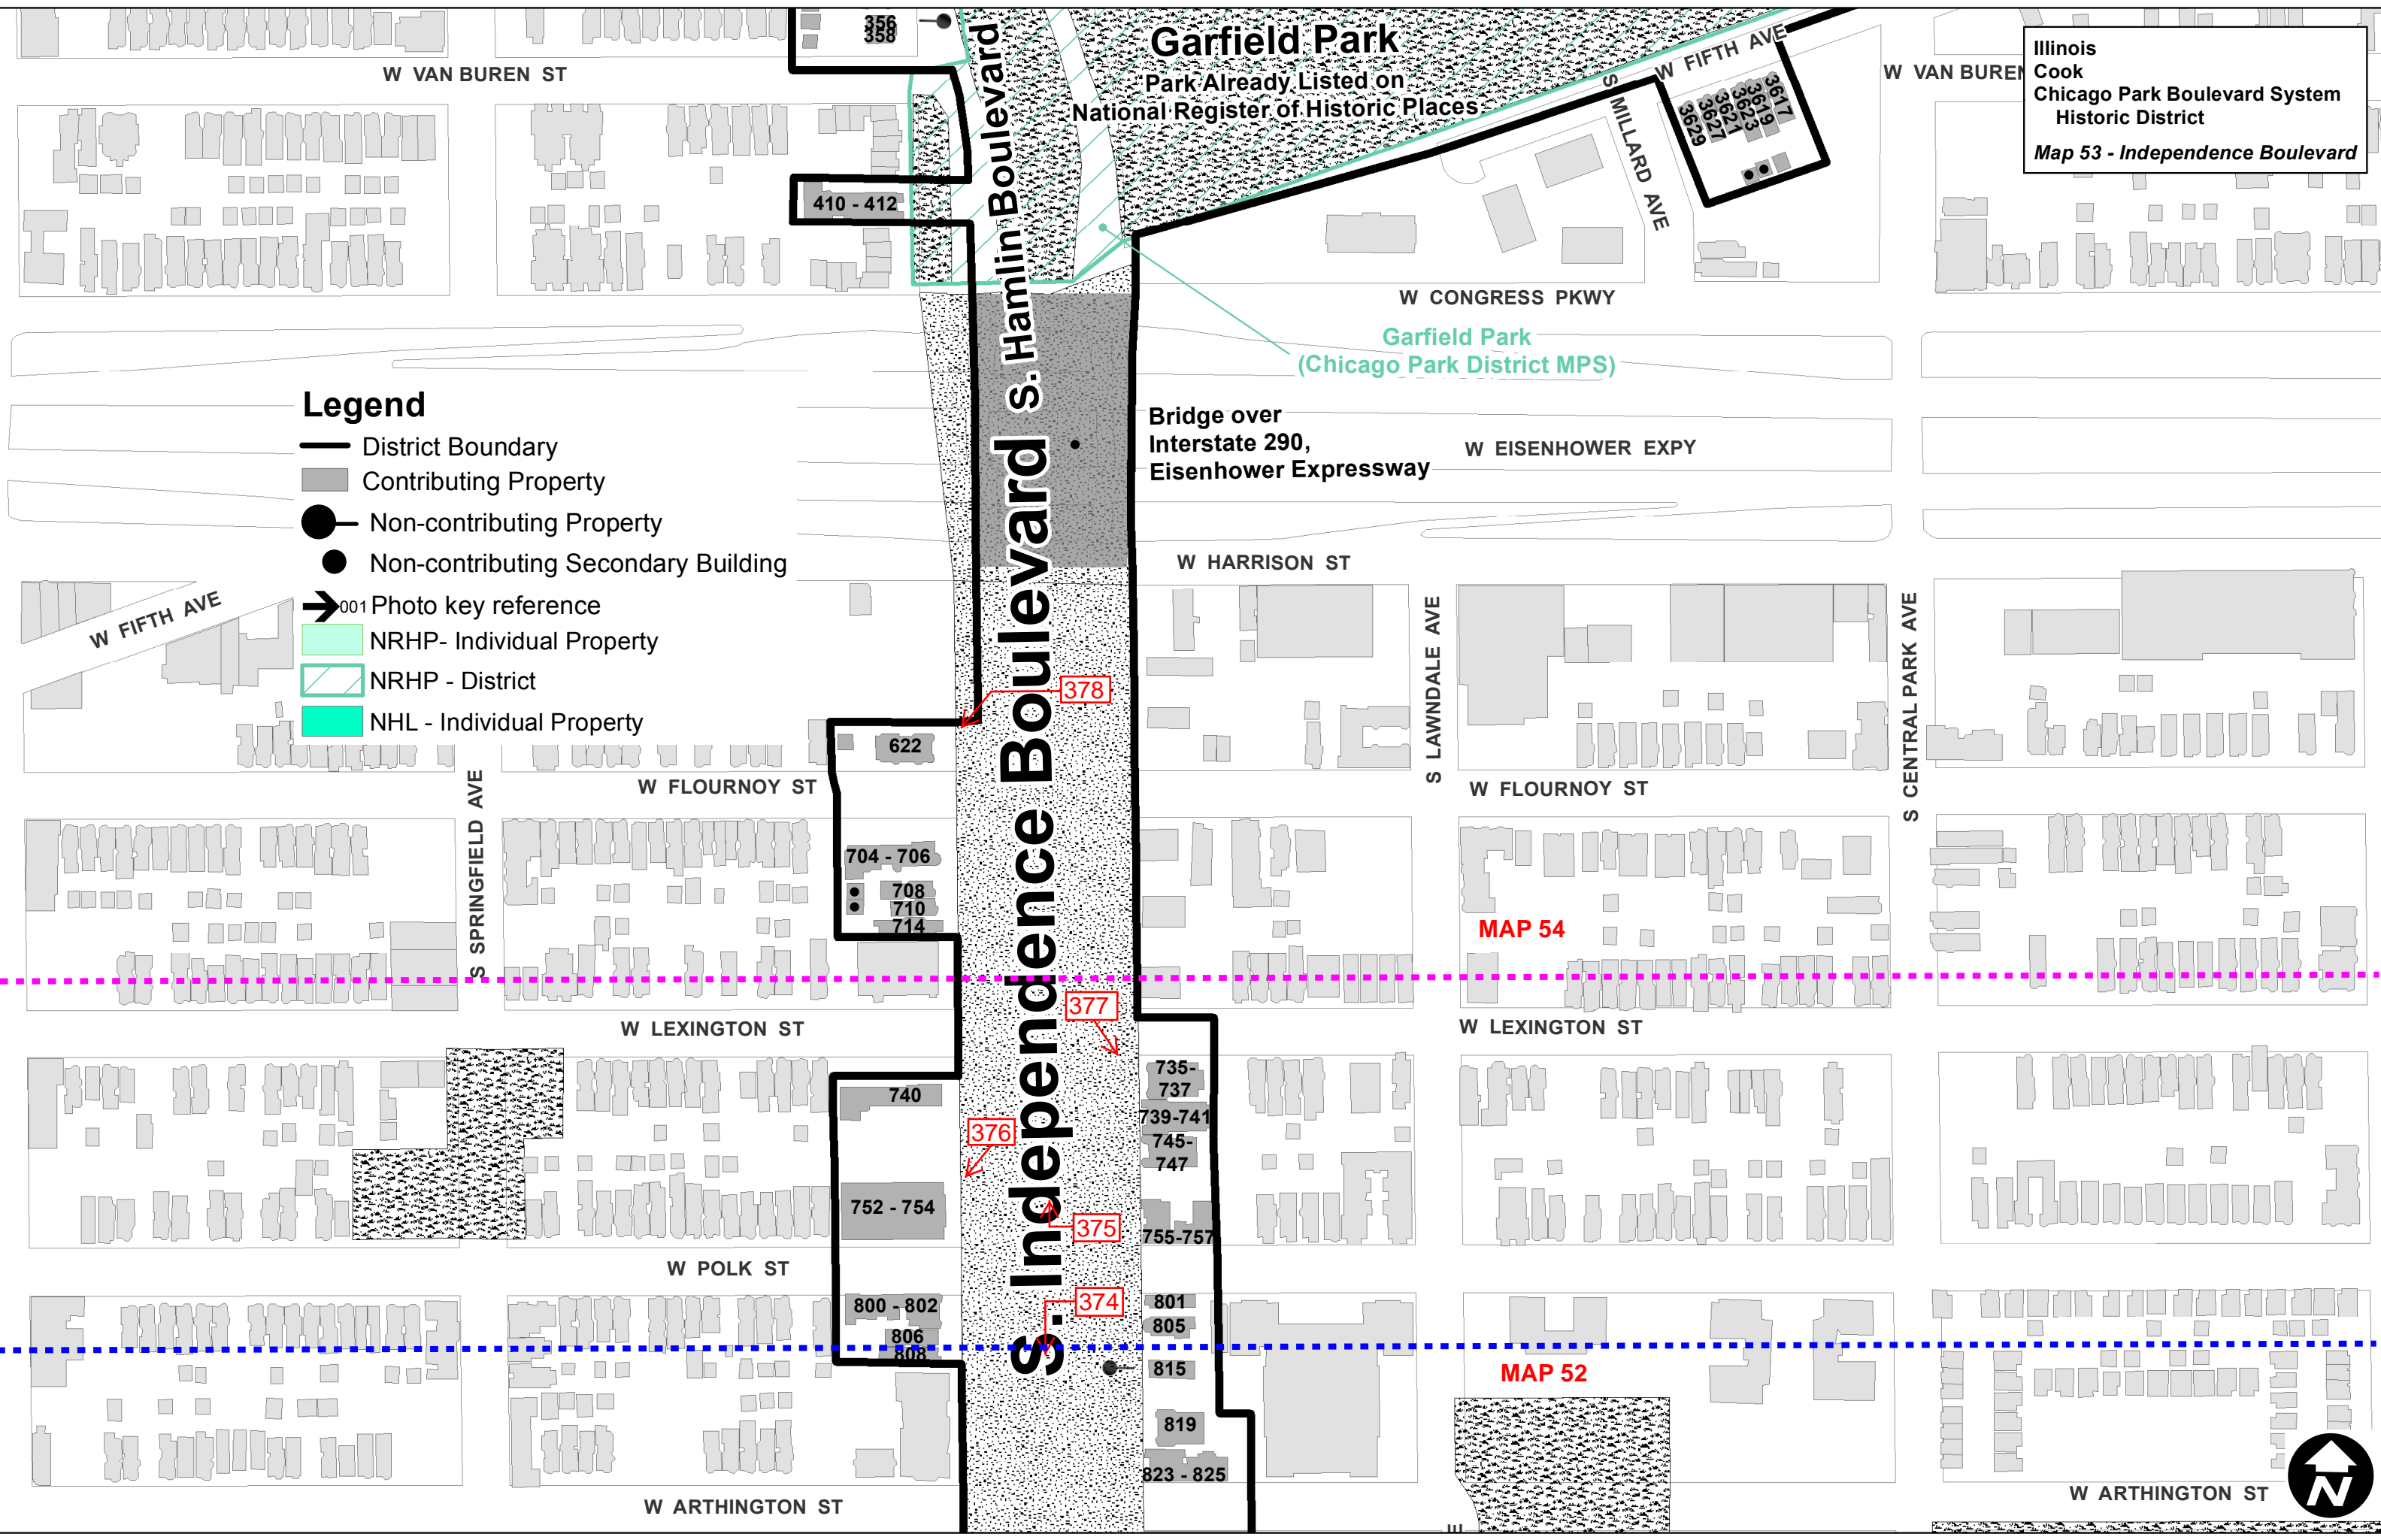 356
358
Garfield Park
Park Already Listed on
National Register of Historic Places
W FIFTH AVE
W VAN BUREN ST
W VAN BUREN
Illinois
Cook
Chicago Park Boulevard System
Historic District
Map 53 - Independence Boulevard
S. Hamlin Boulevard
S MILLARD AVE
3629
3627
3621
3623
3619
3617
410 - 412
W CONGRESS PKWY
Garfield Park
(Chicago Park District MPS)
Legend
District Boundary
Contributing Property
Non-contributing Property
Non-contributing Secondary Building
001 Photo key reference
NRHP- Individual Property
NRHP - District
NHL - Individual Property
Bridge over
Interstate 290,
Eisenhower Expressway
W EISENHOWER EXPY
W HARRISON ST
W FIFTH AVE
S. Independence Boulevard
S LAWNDALE AVE
S CENTRAL PARK AVE
378
622
W FLOURNOY ST
W FLOURNOY ST
S SPRINGFIELD AVE
704 - 706
708
710
714
MAP 54
377
W LEXINGTON ST
W LEXINGTON ST
735-
737
740
739-741
376
745-
747
752 - 754
375
755-757
W POLK ST
374
800 - 802
801
806
805
808
815
MAP 52
819
823 - 825
W ARTHINGTON ST
W ARTHINGTON ST
N